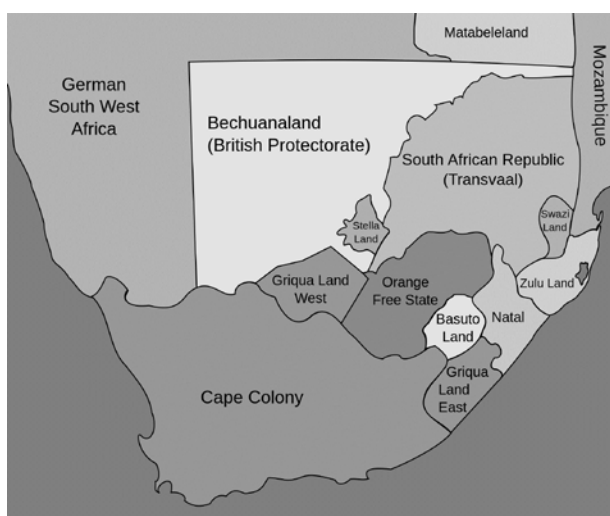 Matabeleland
Mozambique
German
South West
Africa
Bechuanaland
(British Protectorate)
South African Republic
(Transvaal)
Stella
Land
Swazi
Land
Griqua Land
West
Orange
Free State
Zulu Land
Basuto
Land
Natal
Griqua
Land
East
Cape Colony